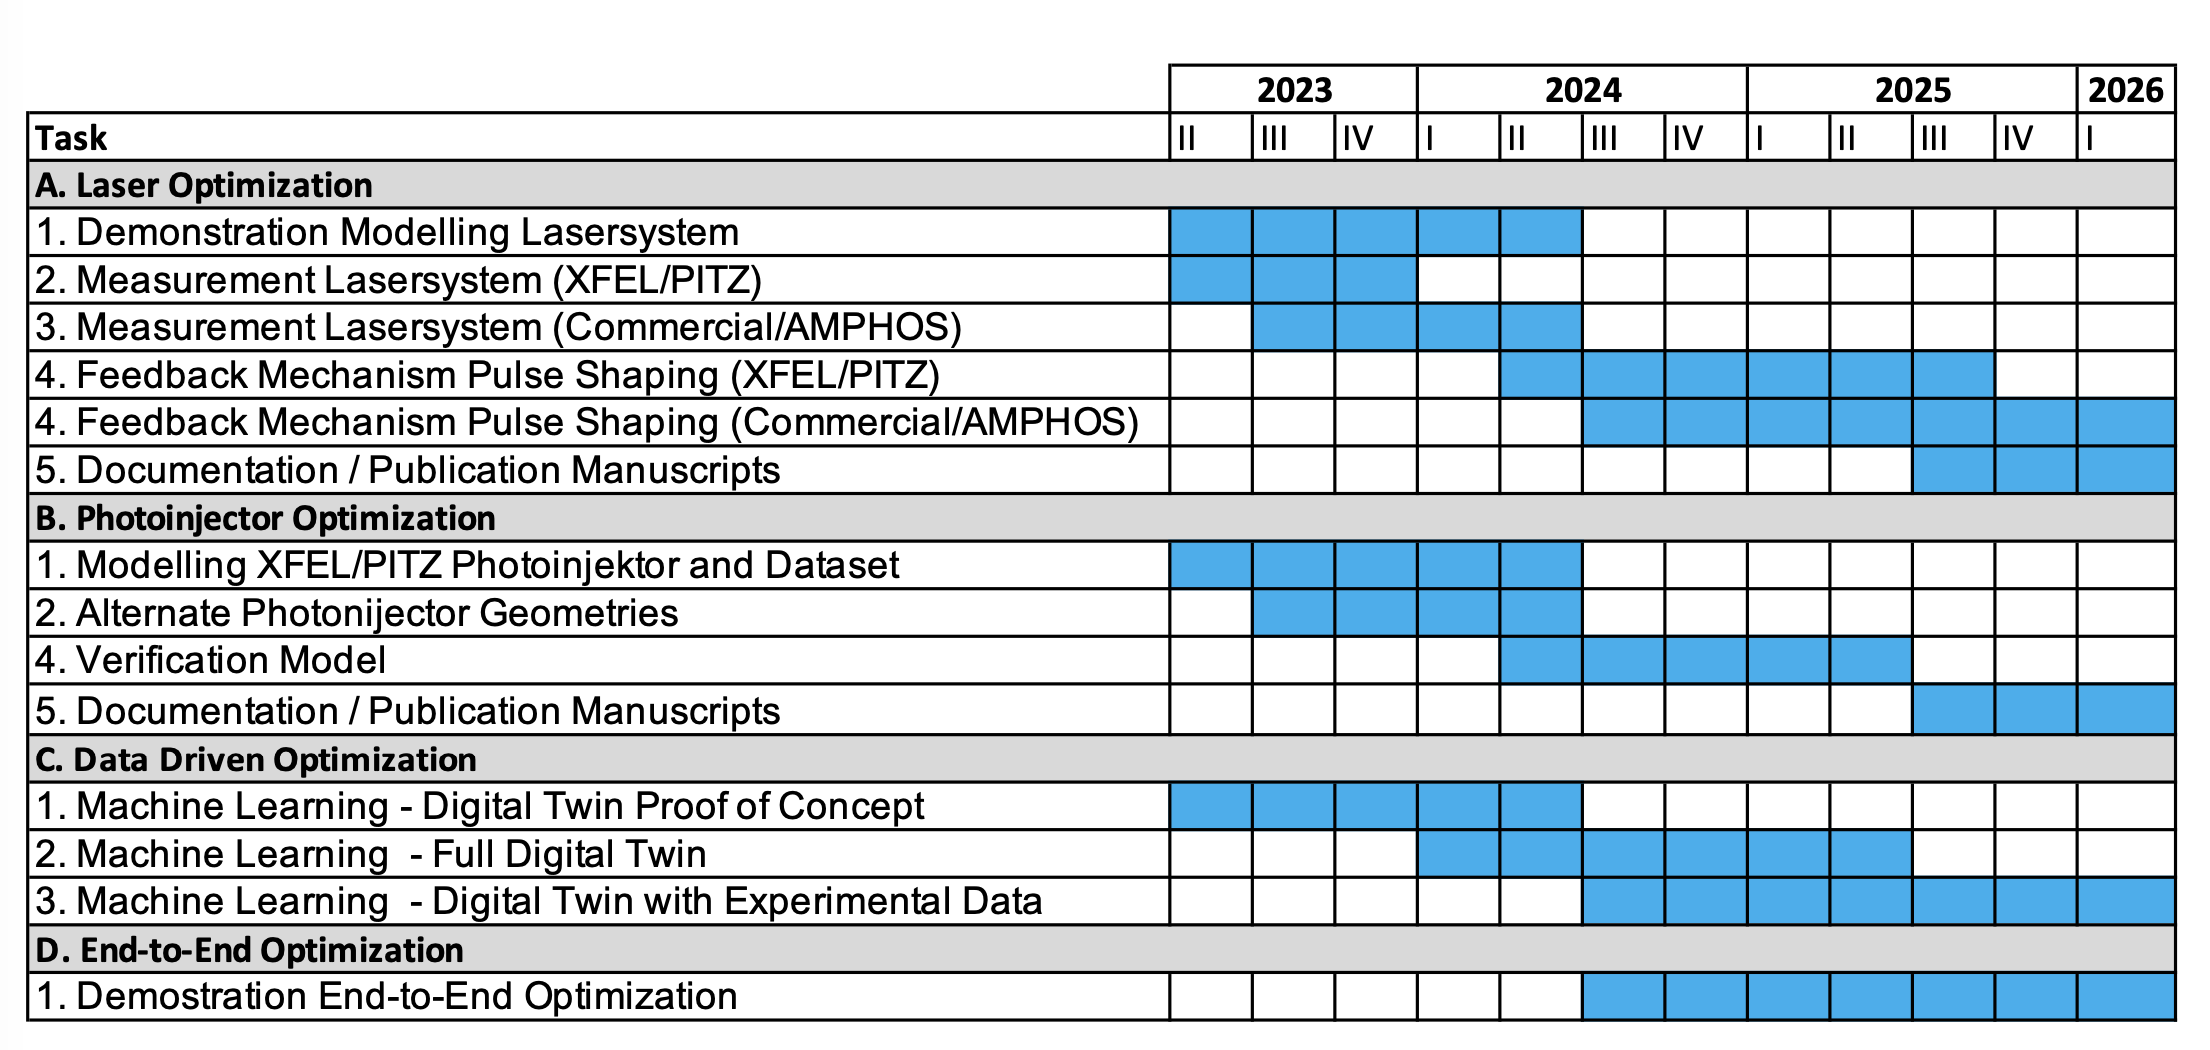 2023 2024 2025 2026
Task II III IV I II III IV I II III IV I
A. Laser Optimization
1. Demonstration Modelling Lasersystem
2. Measurement Lasersystem (XFEL/PITZ)
3. Measurement Lasersystem (Commercial/AMPHOS)
4. Feedback Mechanism Pulse Shaping (XFEL/PITZ)
4. Feedback Mechanism Pulse Shaping (Commercial/AMPHOS)
5. Documentation / Publication Manuscripts
B. Photoinjector Optimization
1. Modelling XFEL/PITZ Photoinjektor and Dataset
2. Alternate Photonijector Geometries
4. Verification Model
5. Documentation / Publication Manuscripts
C. Data Driven Optimization
1. Machine Learning - Digital Twin Proof of Concept
2. Machine Learning  - Full Digital Twin
3. Machine Learning  - Digital Twin with Experimental Data
D. End-to-End Optimization
1. Demostration End-to-End Optimization